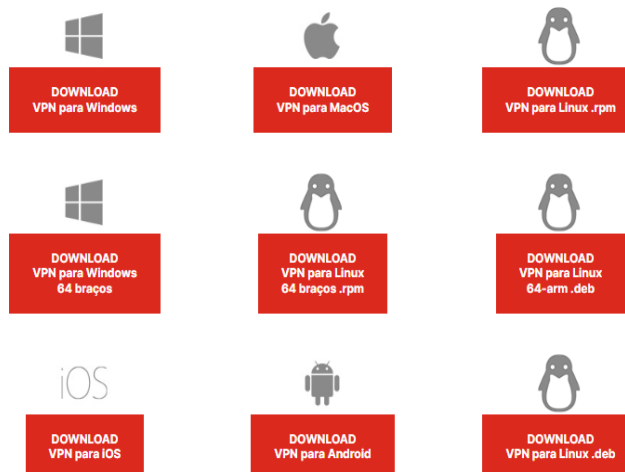 DOWNLOAD
VPN para Windows
DOWNLOAD
VPN para MacOS
DOWNLOAD
VPN para Linux .rpm
DOWNLOAD
VPN para Windows
64 braços
DOWNLOAD
VPN para Linux
64 braços .rpm
DOWNLOAD
VPN para Linux
64-arm .deb
iOS
DOWNLOAD
VPN para iOS
DOWNLOAD
VPN para Android
DOWNLOAD
VPN para Linux .deb